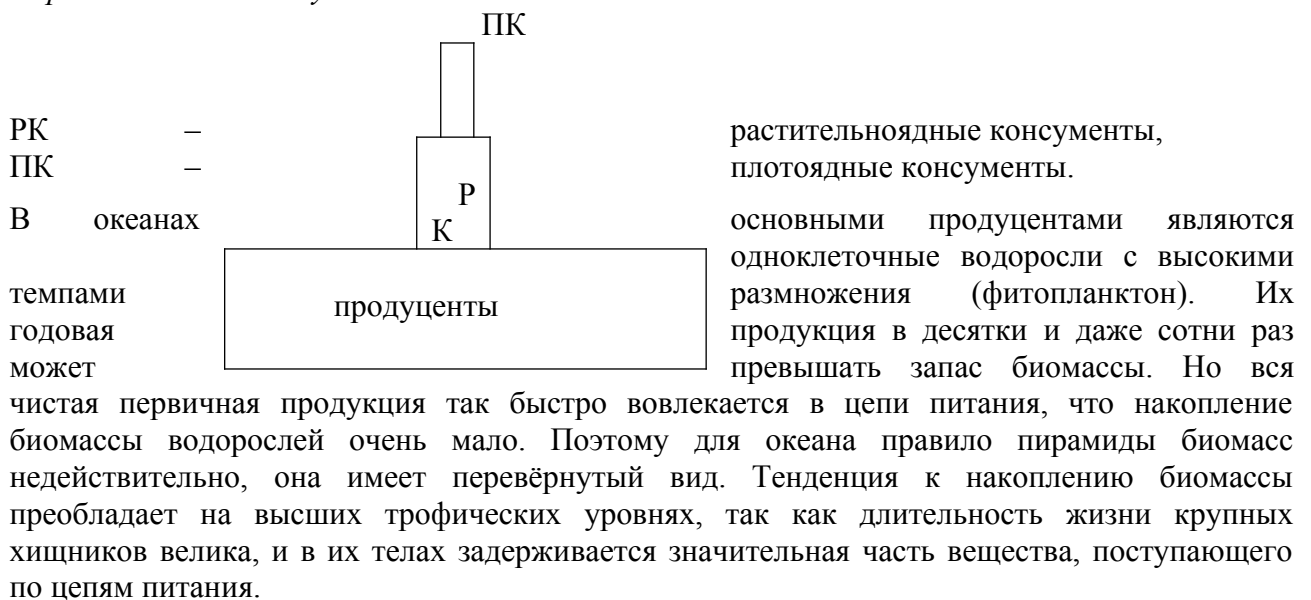 ПК
РК – растительноядные консументы,
ПК – плотоядные консументы.
Р
К
В океанах основными продуцентами являются
одноклеточные водоросли с высокими
темпами размножения (фитопланктон). Их
продуценты
годовая продукция в десятки и даже сотни раз
может превышать запас биомассы. Но вся
чистая первичная продукция так быстро вовлекается в цепи питания, что накопление
биомассы водорослей очень мало. Поэтому для океана правило пирамиды биомасс
недействительно, она имеет перевёрнутый вид. Тенденция к накоплению биомассы
преобладает на высших трофических уровнях, так как длительность жизни крупных
хищников велика, и в их телах задерживается значительная часть вещества, поступающего
по цепям питания.